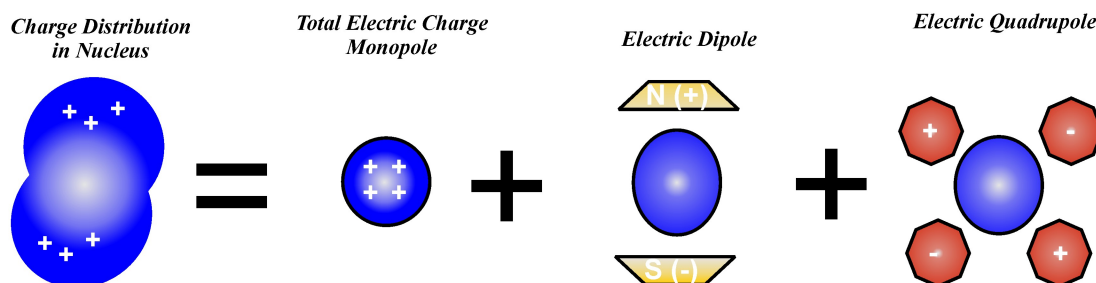 Charge Distribution
in Nucleus
Total Electric Charge
Monopole
Electric Dipole
Electric Quadrupole
+ + +
+ + +
=
+ +
+ +
+
N (+)
S (-)
+
+ -
- +